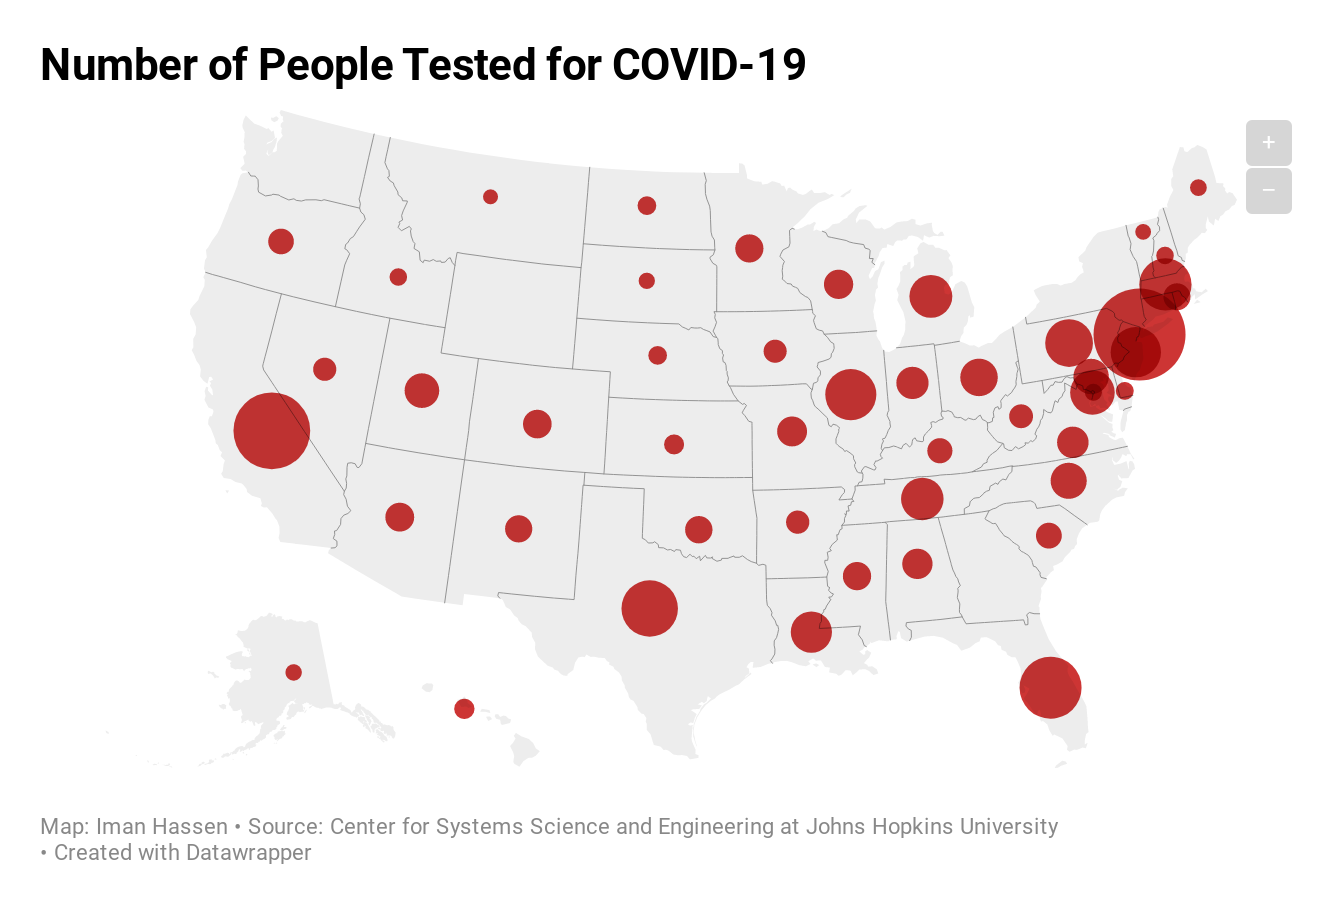 Number of People Tested for COVID-19
+
−
Map: Iman Hassen • Source: Center for Systems Science and Engineering at Johns Hopkins University
• Created with Datawrapper